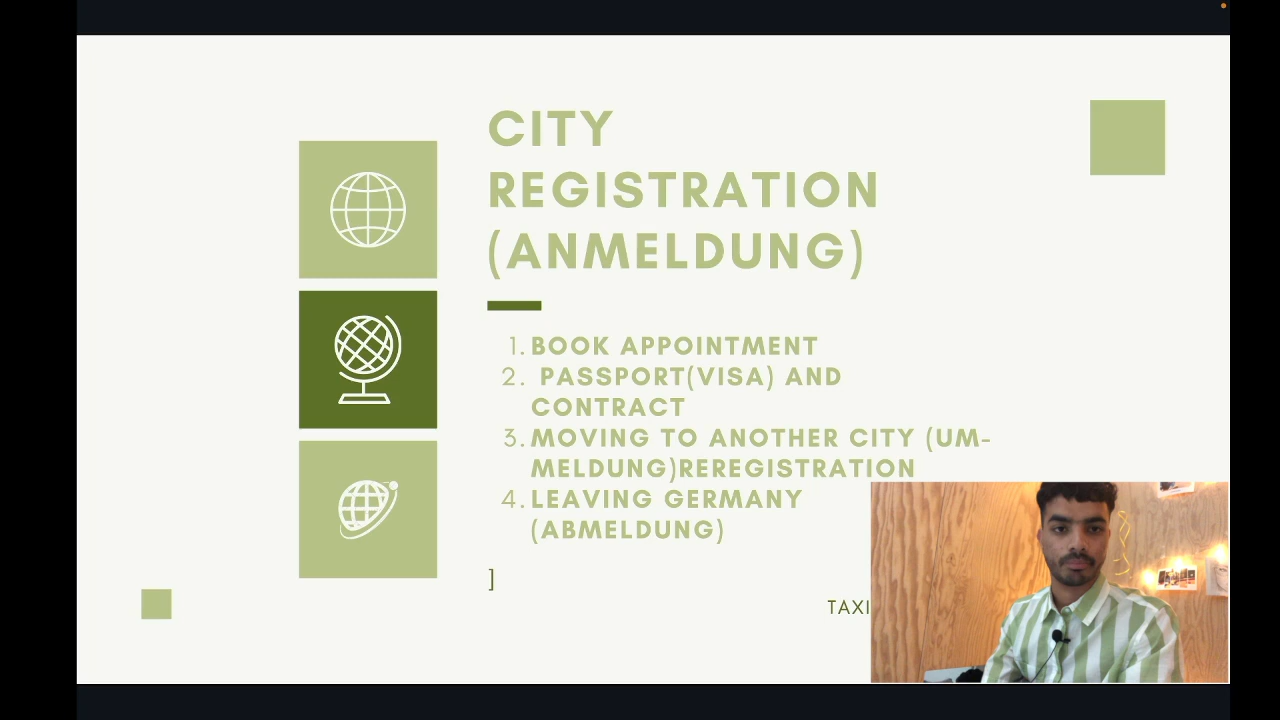 CITY
REGISTRATION
(ANMELDUNG)
1. BOOK APPOINTMENT
2. PASSPORT(VISA) AND
CONTRACT
3. MOVING TO ANOTHER CITY (UM-
MELDUNG)REREGISTRATION
4. LEAVING GERMANY
(ABMELDUNG)
]
TAXI